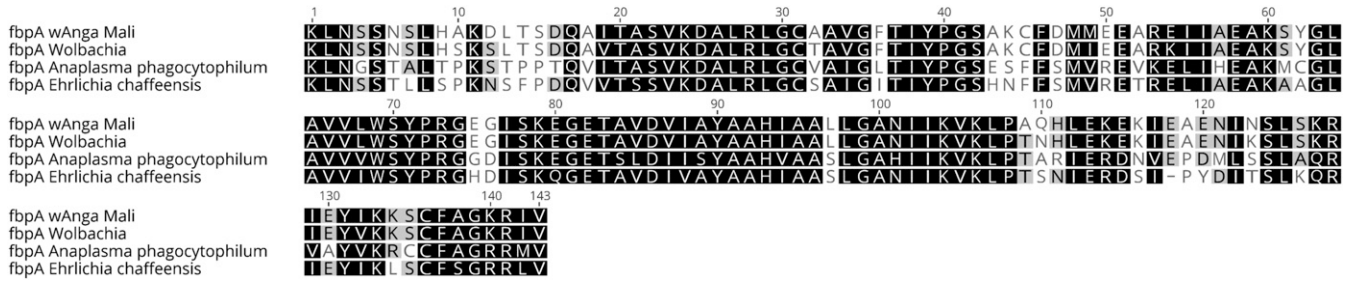 1 10 20 30 40 50 60
fbpA wAnga Mali KLNSSNSLHAKDLTSDQAITASVKDALRLGCAAVGFTIYPGSAKCFDMMEEAREIIAEAKSYGL
fbpA Wolbachia KLNSSNSLHSKSLTSDQAVTASVKDALRLGCTAVGFTIYPGSAKCFDMIEEAREIIAEAKSYGL
fbpA Anaplasma phagocytophilum KLNGSTALTPKSTPPTQVITASVKDALRLGCVAIGLTIYPGSESFFSMVREVKELIHEAKMCGL
fbpA Ehrlichia chaffeensis KLNSSTLLSPKNSFPDQVVTSSVKDALRLGCSAIGITIYPGSHNFFSMVRETRELIAEAKAAGL
70 80 90 100 110 120
fbpA wAnga Mali AVVLWSYPRGEGISKEGETAVDVIAYAAHIAALLGANIIKVKLPAQHLEKEKIEAENINSLSKR
fbpA Wolbachia AVVLWSYPRGEGISKEGETAVDVIAYAAHIAASLGANIIKVKLPTNHLEKEKIEAENIKSLSKR
fbpA Anaplasma phagocytophilum AVVVWSYPRGGDISKEGETSLDIISYAAHVAASLGAHIIKVKLPTARIERDNVEPDMLSSLAQR
fbpA Ehrlichia chaffeensis AVVIWSYPRGHDISKQGETAVDIVAYAAHIAASLGANIIKVKLPTSNIERDSI-PYDITSLKQR
130 140 143
fbpA wAnga Mali IEYIKKSCFAGKRIV
fbpA Wolbachia IEYVKKSCFAGKRIV
fbpA Anaplasma phagocytophilum VAYVKRCCFAGRRMV
fbpA Ehrlichia chaffeensis IEYIKLSCFSGRRLV